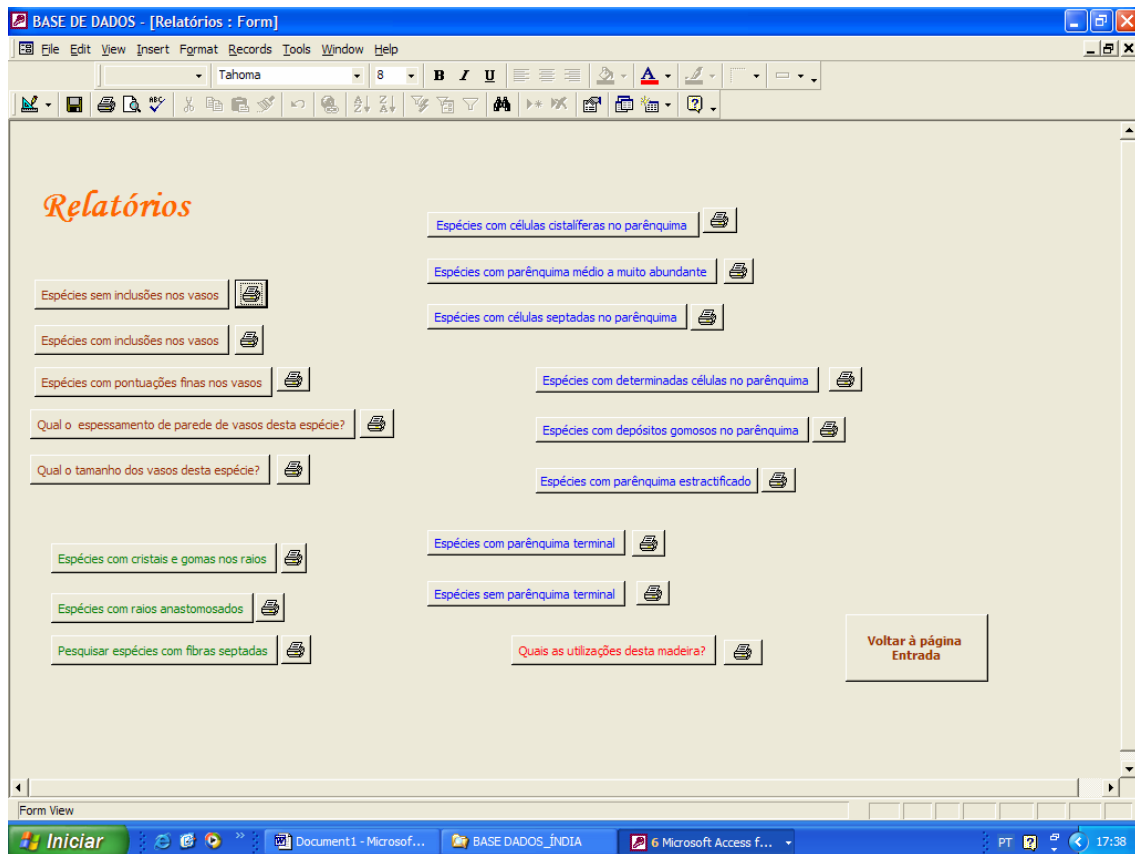 BASE DE DADOS - [Relatórios : Form]
File Edit View Insert Format Records Tools Window Help
Tahoma 8 B I U A
Relatórios
Espécies sem inclusões nos vasos
Espécies com inclusões nos vasos
Espécies com pontuações finas nos vasos
Qual o espessamento de parede de vasos desta espécie?
Qual o tamanho dos vasos desta espécie?
Espécies com cristais e gomas nos raios
Espécies com raios anastomosados
Pesquisar espécies com fibras septadas
Espécies com células cistalíferas no parênquima
Espécies com parênquima médio a muito abundante
Espécies com células septadas no parênquima
Espécies com determinadas células no parênquima
Espécies com depósitos gomosos no parênquima
Espécies com parênquima estractificado
Espécies com parênquima terminal
Espécies sem parênquima terminal
Quais as utilizações desta madeira?
Voltar à página
Entrada
Form View
Iniciar
Document1 - Microsof...
BASE DADOS_ÍNDIA
6 Microsoft Access f...
PT
17:38